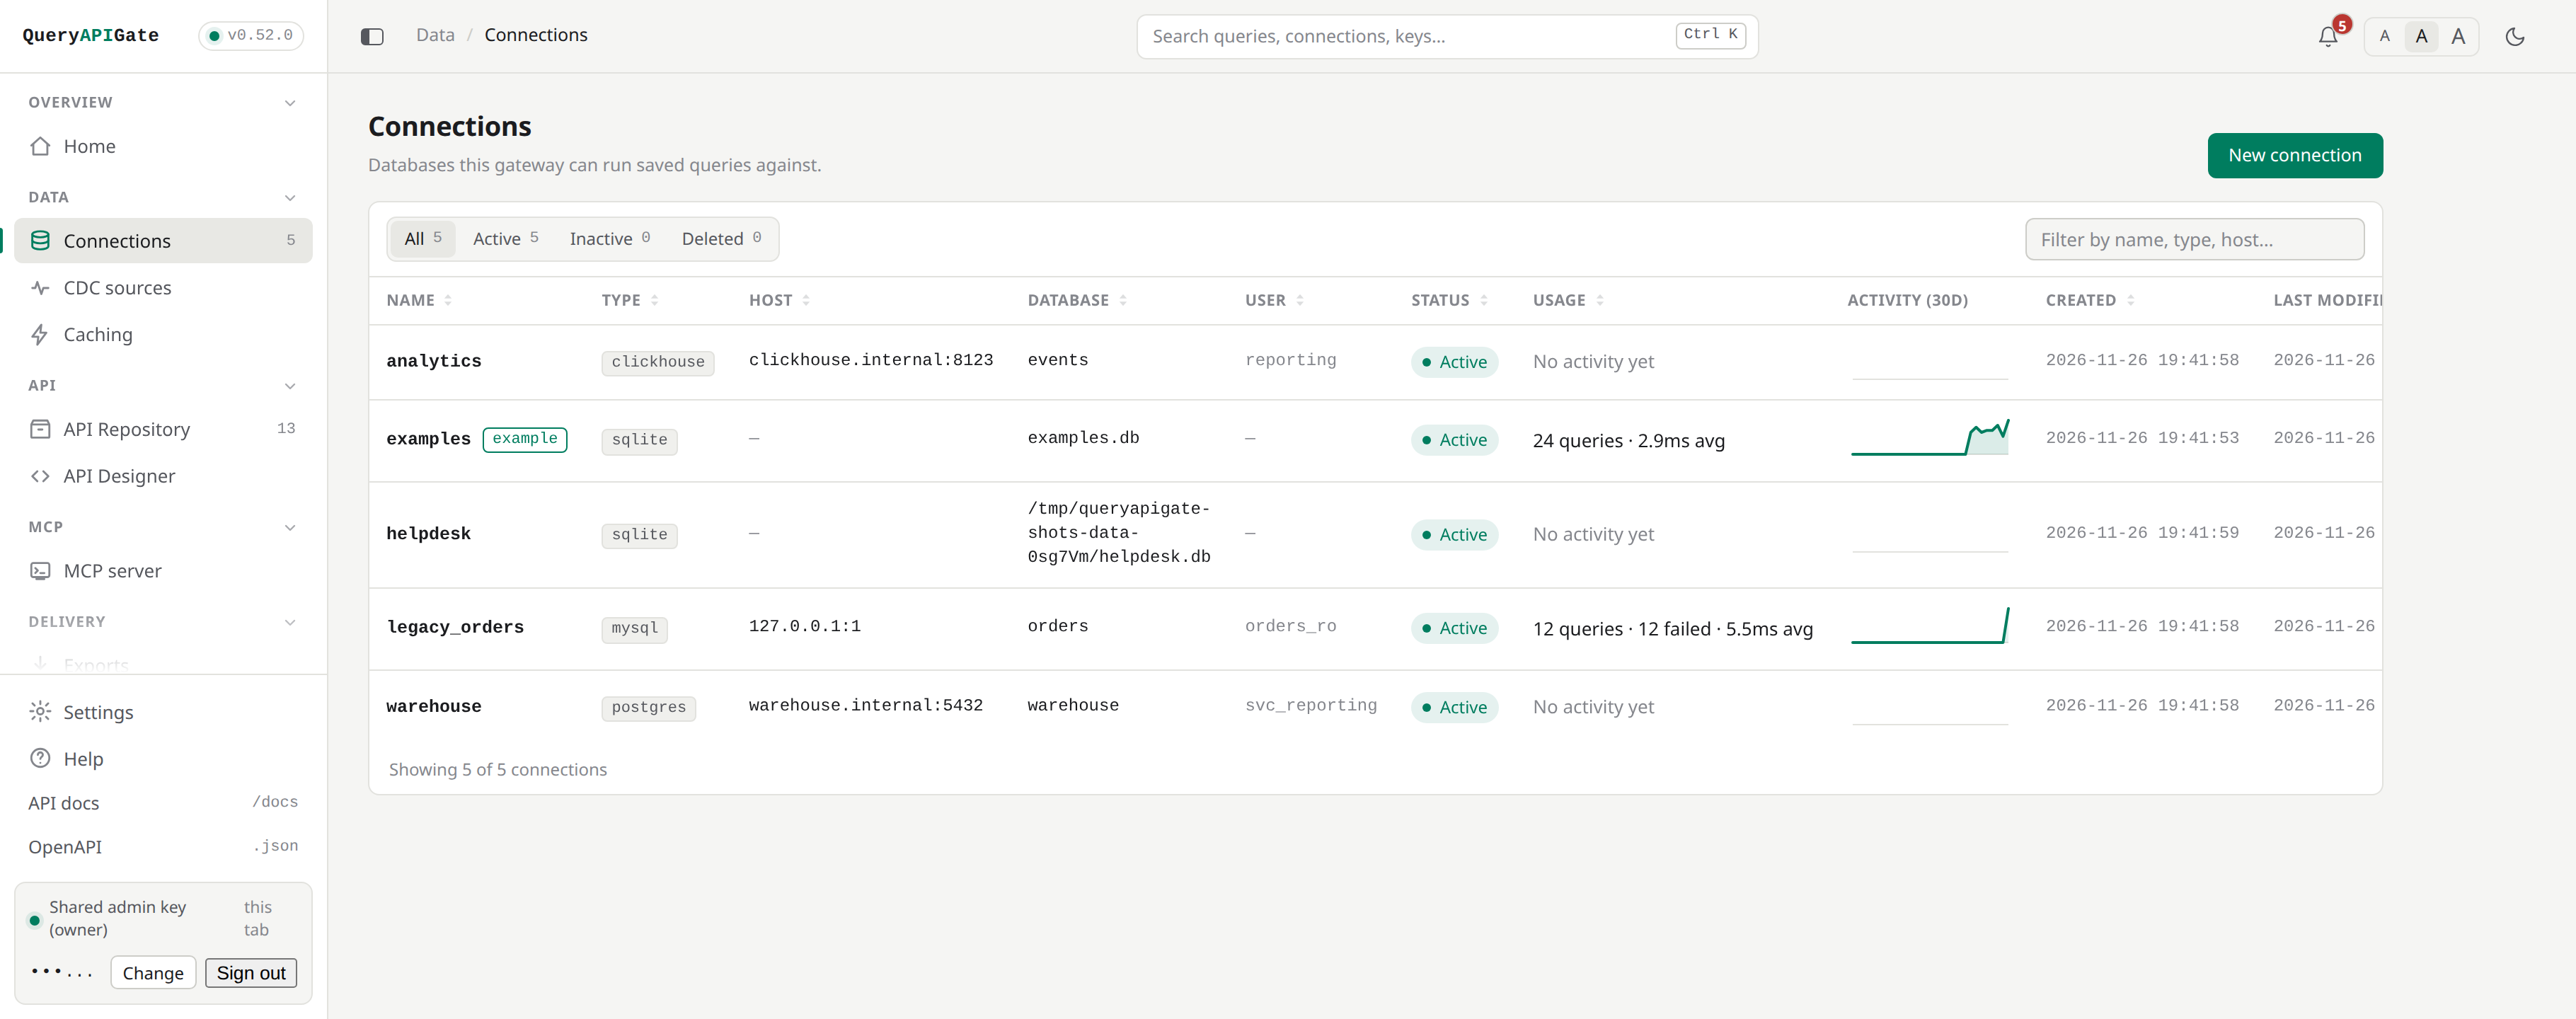 QueryAPIGate v0.52.0
Data / Connections
Search queries, connections, keys... Ctrl K
5
A A A
OVERVIEW
Home
DATA
Connections 5
CDC sources
Caching
API
API Repository 13
API Designer
MCP
MCP server
DELIVERY
Exports
Settings
Help
API docs /docs
OpenAPI .json
Shared admin key (owner) this tab
•••... Change Sign out
Connections
Databases this gateway can run saved queries against.
New connection
All 5 Active 5 Inactive 0 Deleted 0
Filter by name, type, host...
NAME TYPE HOST DATABASE USER STATUS USAGE ACTIVITY (30D) CREATED LAST MODIFI
analytics clickhouse clickhouse.internal:8123 events reporting Active No activity yet 2026-11-26 19:41:58 2026-11-26
examples example sqlite — examples.db — Active 24 queries · 2.9ms avg 2026-11-26 19:41:53 2026-11-26
helpdesk sqlite — /tmp/queryapigate-shots-data-0sg7Vm/helpdesk.db — Active No activity yet 2026-11-26 19:41:59 2026-11-26
legacy_orders mysql 127.0.0.1:1 orders orders_ro Active 12 queries · 12 failed · 5.5ms avg 2026-11-26 19:41:58 2026-11-26
warehouse postgres warehouse.internal:5432 warehouse svc_reporting Active No activity yet 2026-11-26 19:41:58 2026-11-26
Showing 5 of 5 connections